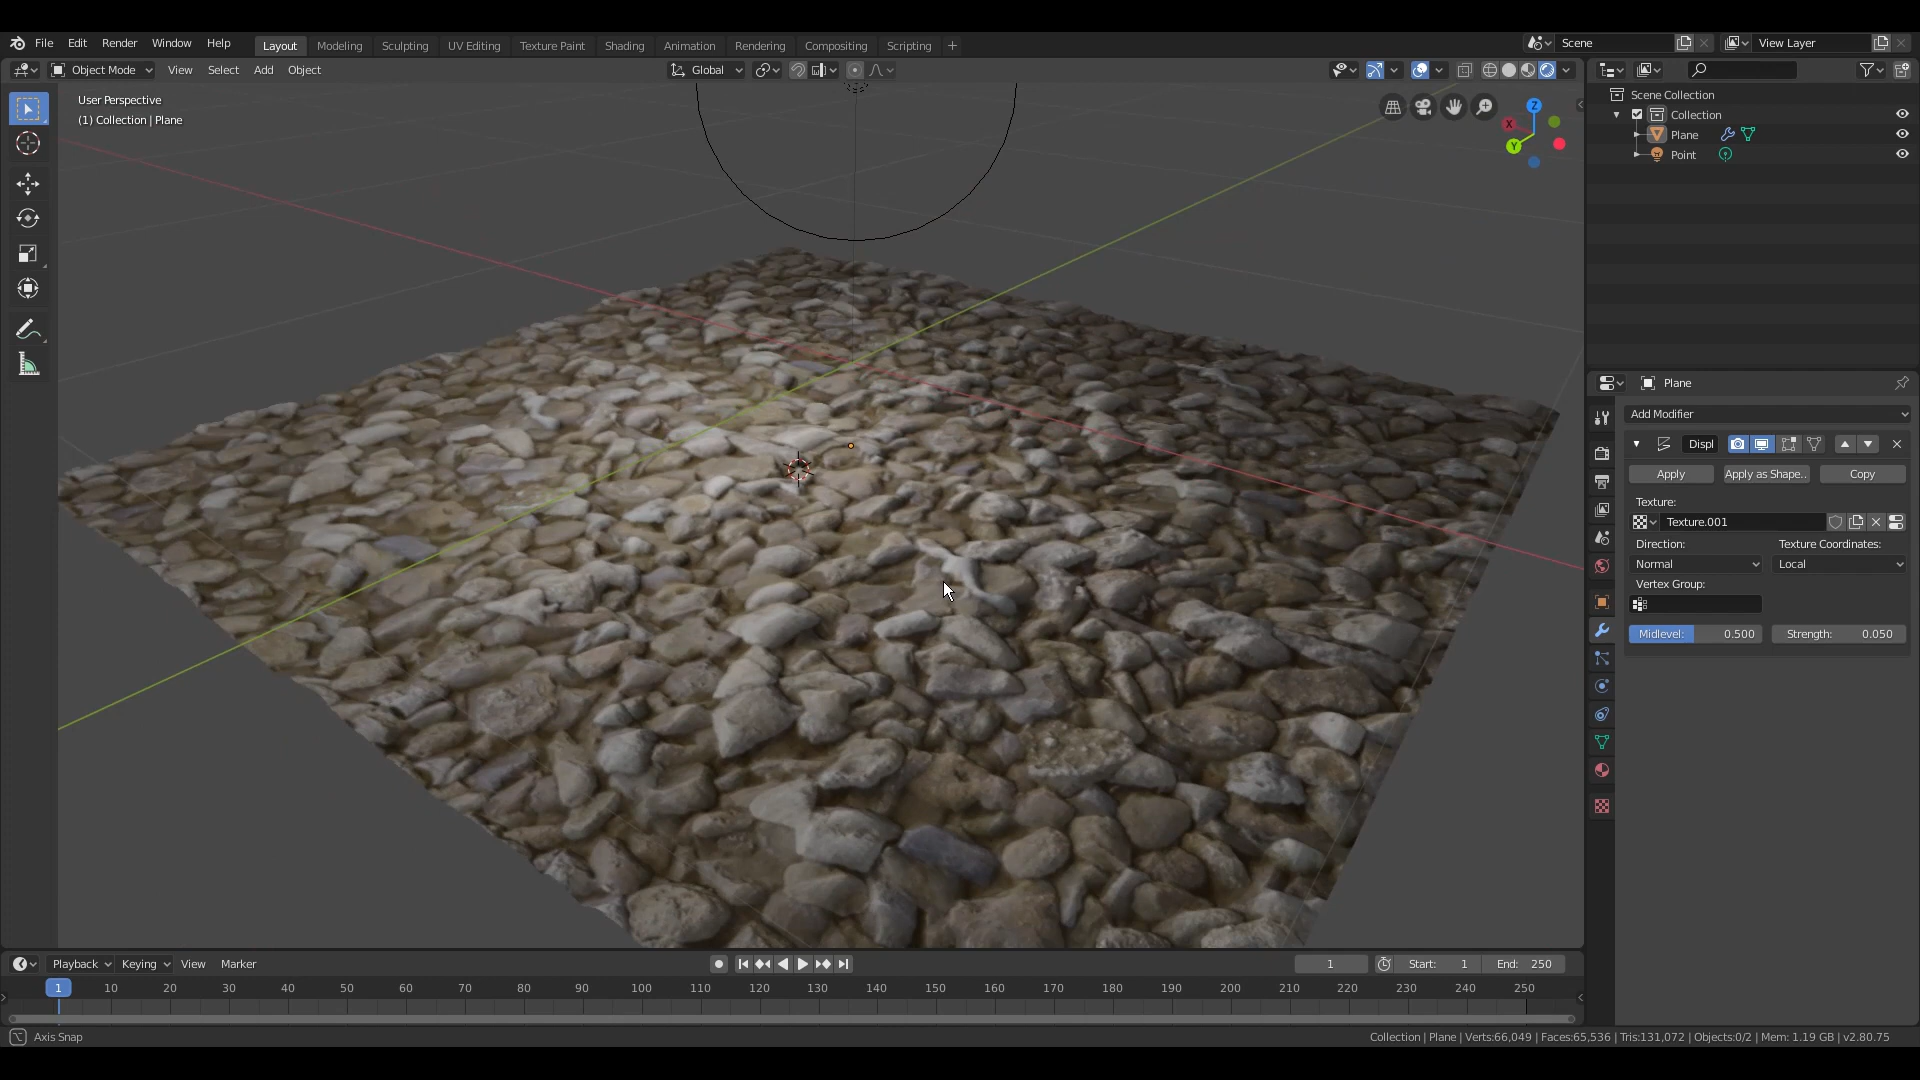 File Edit Render Window Help
Layout Modeling Sculpting UV Editing Texture Paint Shading Animation Rendering Compositing Scripting +
Scene
View Layer
Object Mode View Select Add Object
Global
User Perspective
(1) Collection | Plane
Z
X
Y
Scene Collection
Collection
Plane
Point
Plane
Add Modifier
Displ
Apply Apply as Shape.. Copy
Texture:
Texture.001
Direction: Texture Coordinates:
Normal Local
Vertex Group:
Midlevel: 0.500 Strength: 0.050
Playback Keying View Marker
1 Start: 1 End: 250
1 10 20 30 40 50 60 70 80 90 100 110 120 130 140 150 160 170 180 190 200 210 220 230 240 250
Axis Snap
Collection | Plane | Verts:66,049 | Faces:65,536 | Tris:131,072 | Objects:0/2 | Mem: 1.19 GB | v2.80.75